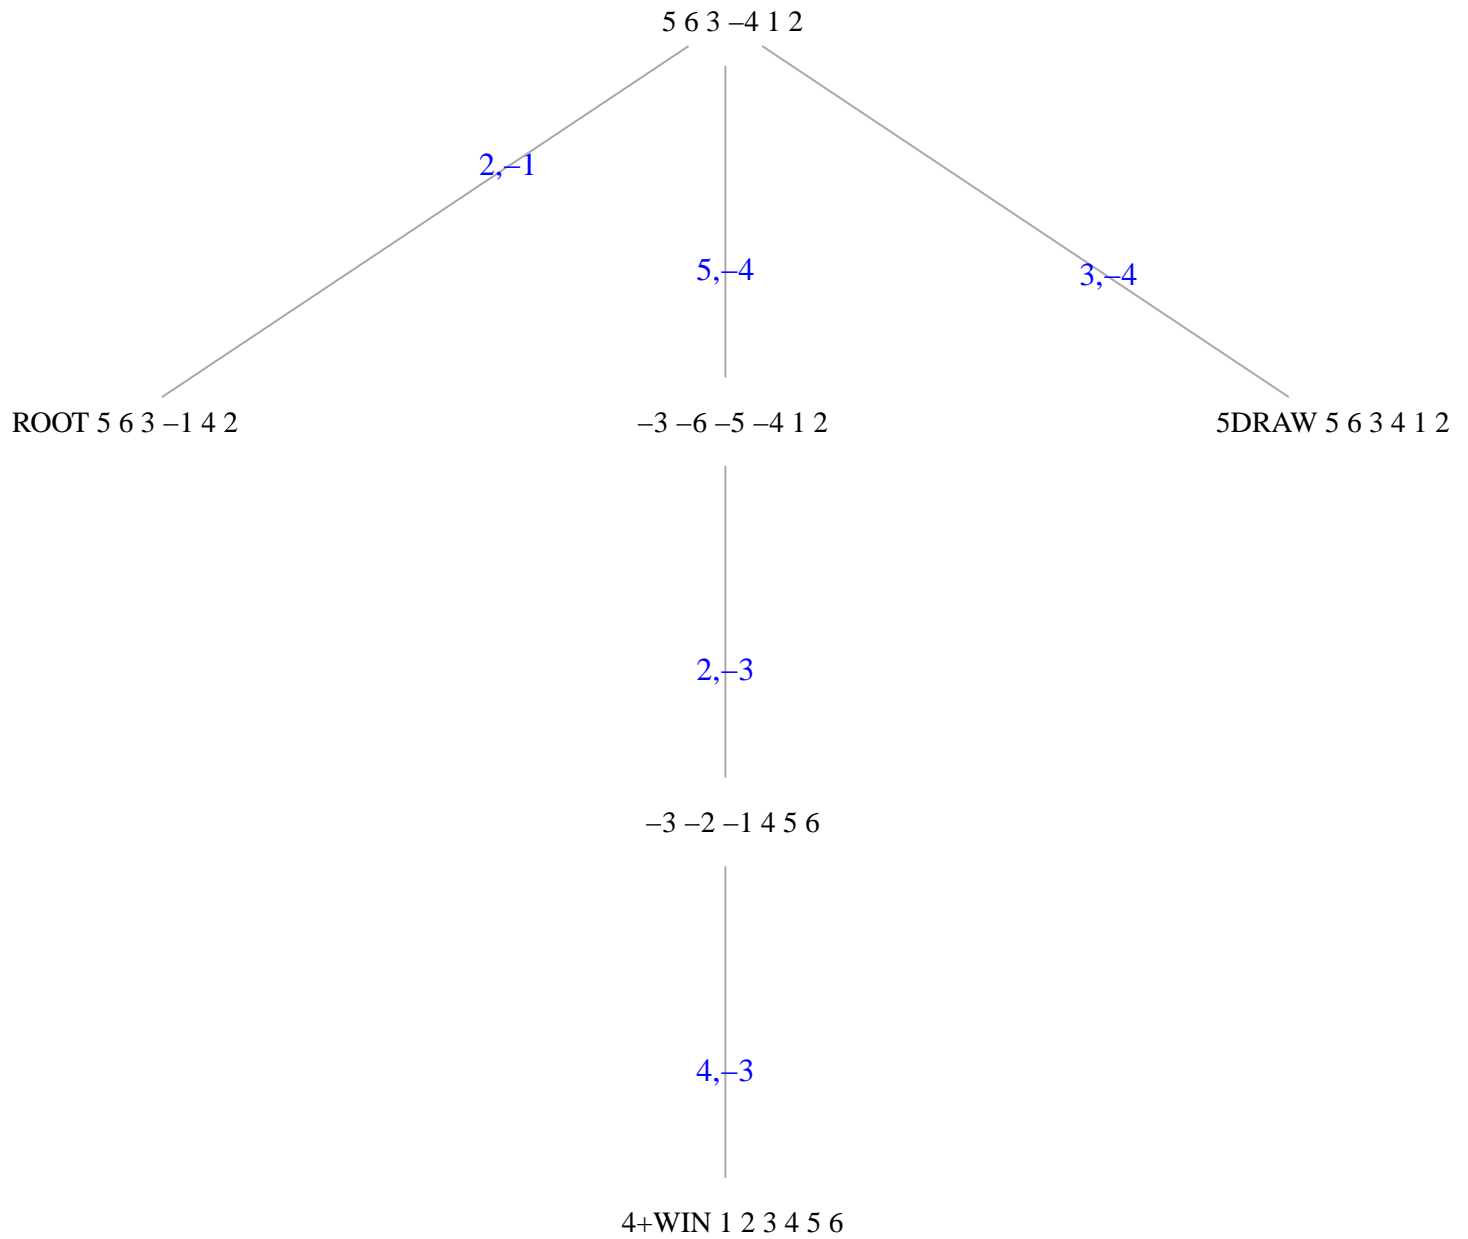 5 6 3 –4 1 2
2,–1
5,–4
3,–4
ROOT 5 6 3 –1 4 2
–3 –6 –5 –4 1 2
5DRAW 5 6 3 4 1 2
2,–3
–3 –2 –1 4 5 6
4,–3
4+WIN 1 2 3 4 5 6